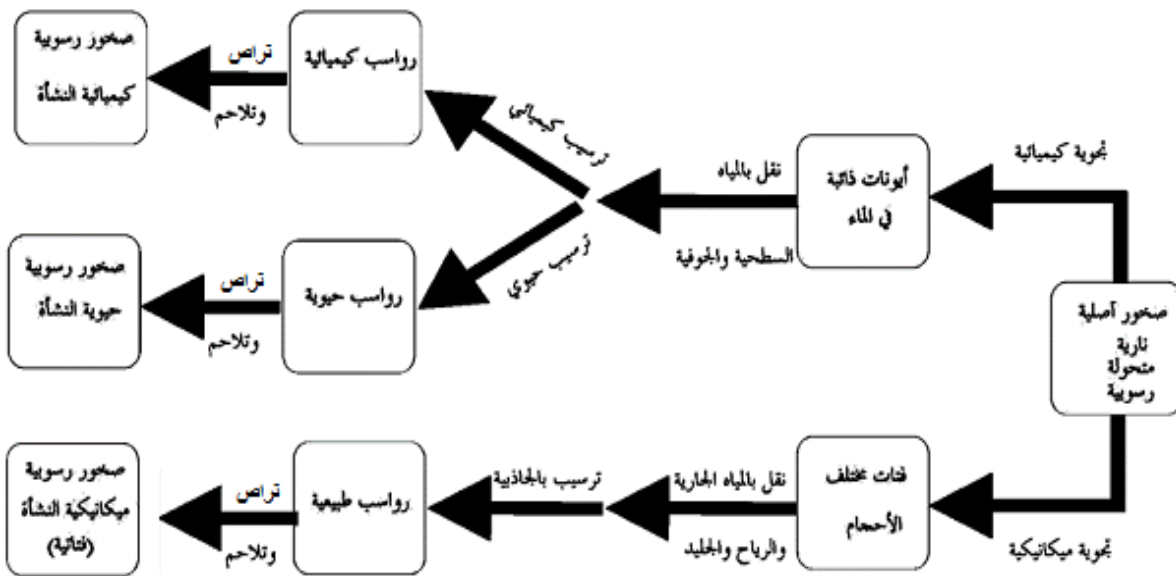 صخور أصلية
نارية
متحولة
رسوبية
تجوية كيميائية
أيونات ذائبة
في الماء
نقل بالمياه
السطحية والجوفية
ترسيب كيميائي
رواسب كيميائية
تراص
وتلاحم
صخور رسوبية
كيميائية النشأة
ترسيب حيوي
رواسب حيوية
تراص
وتلاحم
صخور رسوبية
حيوية النشأة
تجوية ميكانيكية
فتات مختلف
الأحجام
نقل بالمياه الجارية
والرياح والجليد
ترسيب بالجاذبية
رواسب طبيعية
تراص
وتلاحم
صخور رسوبية
ميكانيكية النشأة
(فتاتية)